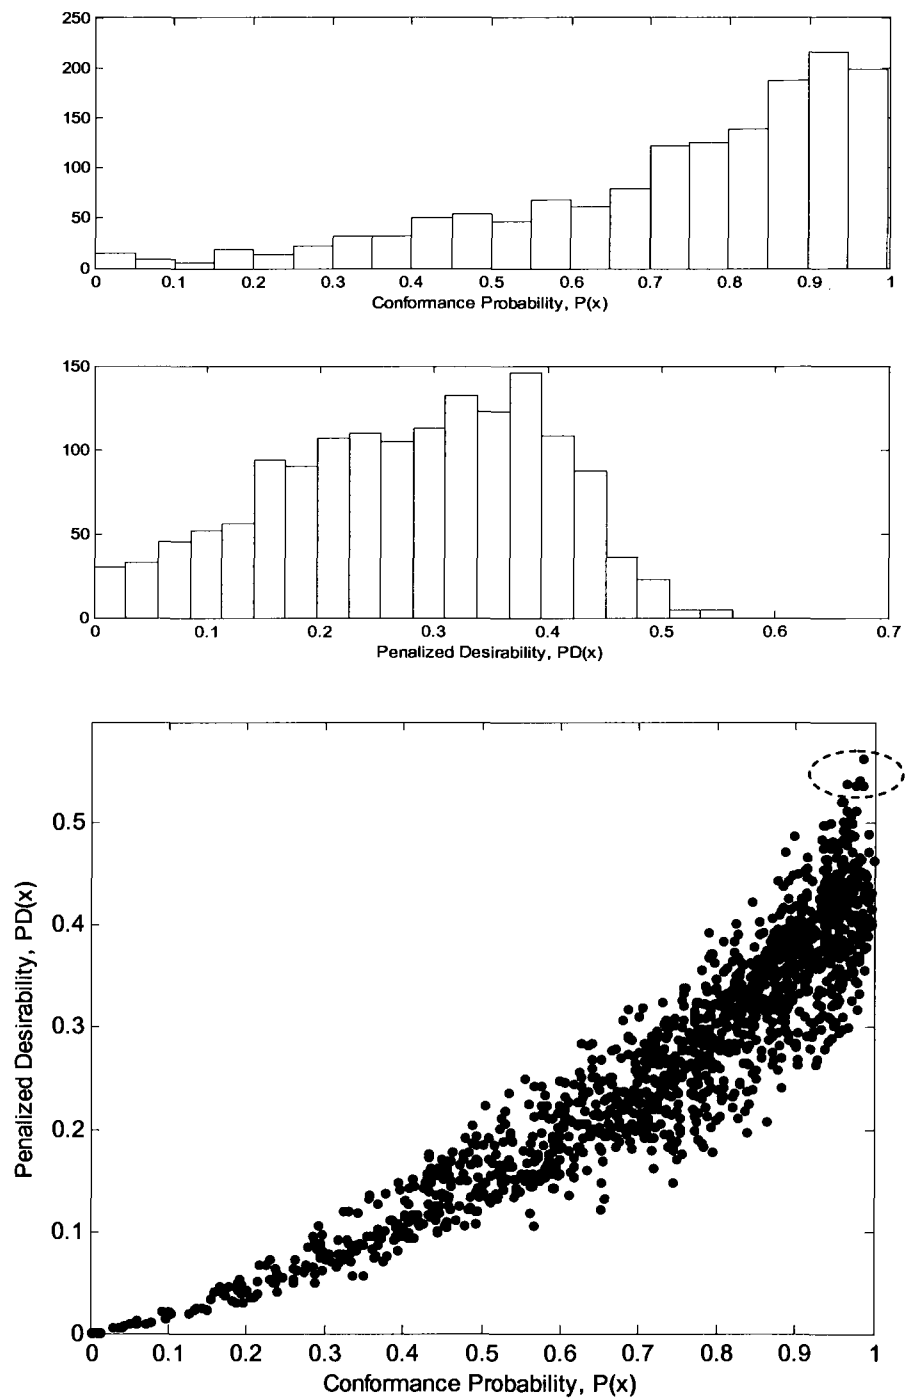 250
200
150
100
50
0
0 0.1 0.2 0.3 0.4 0.5 0.6 0.7 0.8 0.9 1
Conformance Probability, P(x)
150
100
50
0
0 0.1 0.2 0.3 0.4 0.5 0.6 0.7
Penalized Desirability, PD(x)
Penalized Desirability, PD(x)
0.5
0.4
0.3
0.2
0.1
0
0 0.1 0.2 0.3 0.4 0.5 0.6 0.7 0.8 0.9 1
Conformance Probability, P(x)